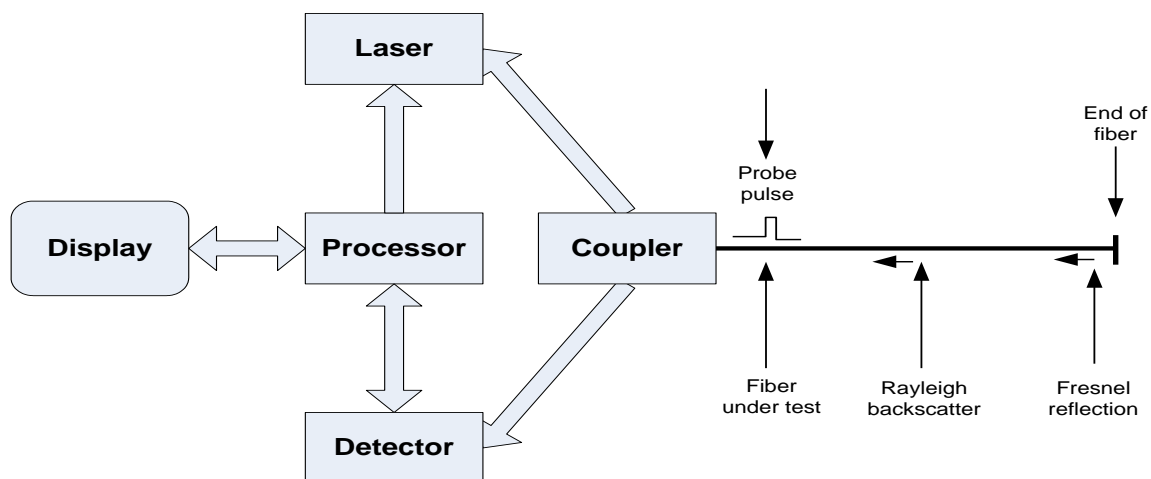 Laser
End of
fiber
Probe
pulse
Display
Processor
Coupler
Fiber
under test
Rayleigh
backscatter
Fresnel
reflection
Detector